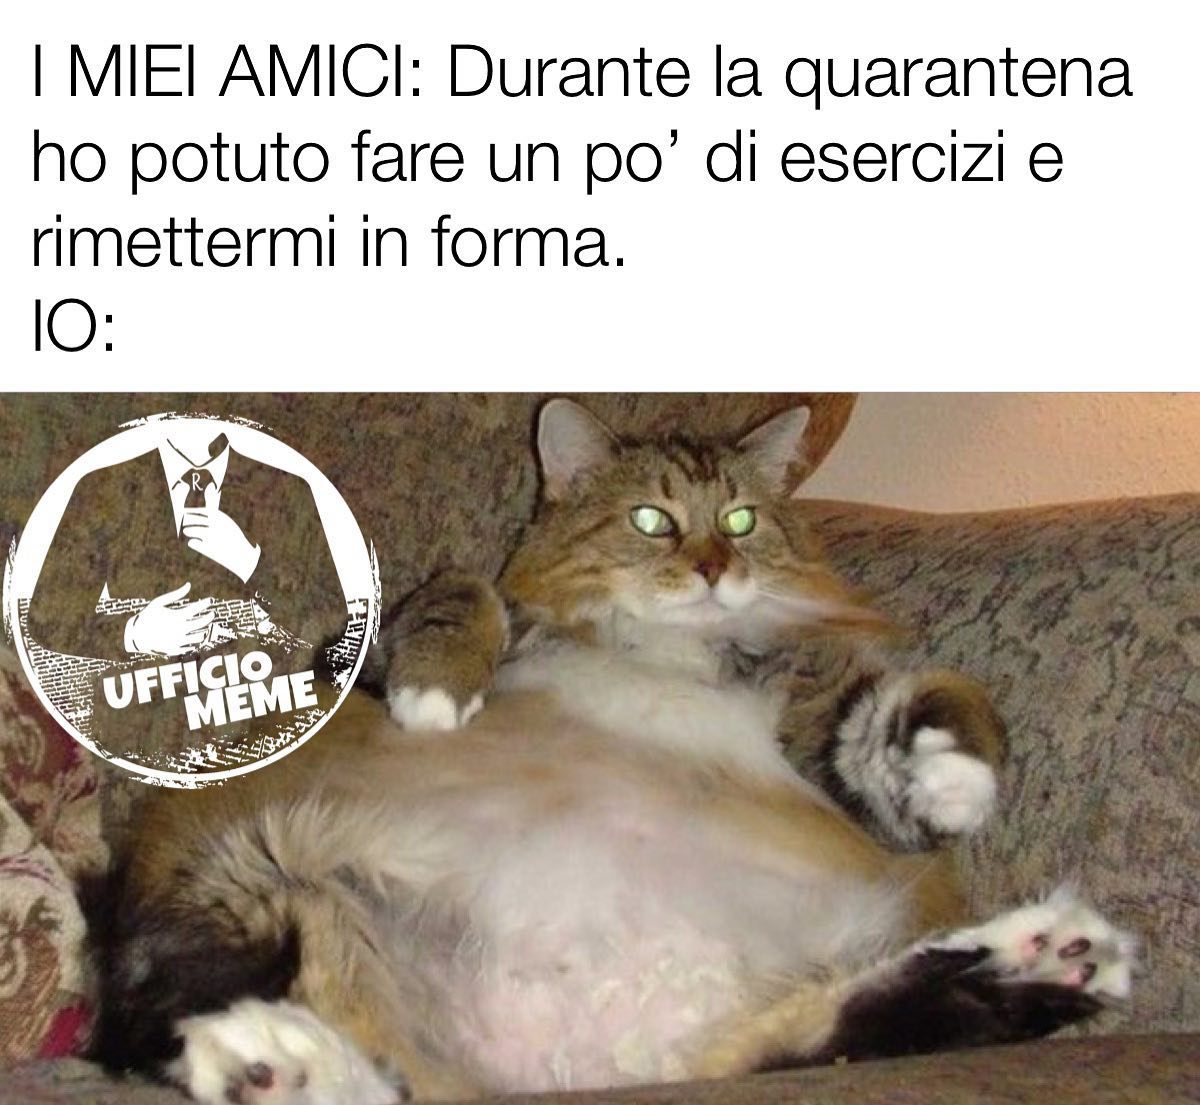 I MIEI AMICI: Durante la quarantena
ho potuto fare un po’ di esercizi e
rimettermi in forma.
IO:
R
UFFICIO
MEME